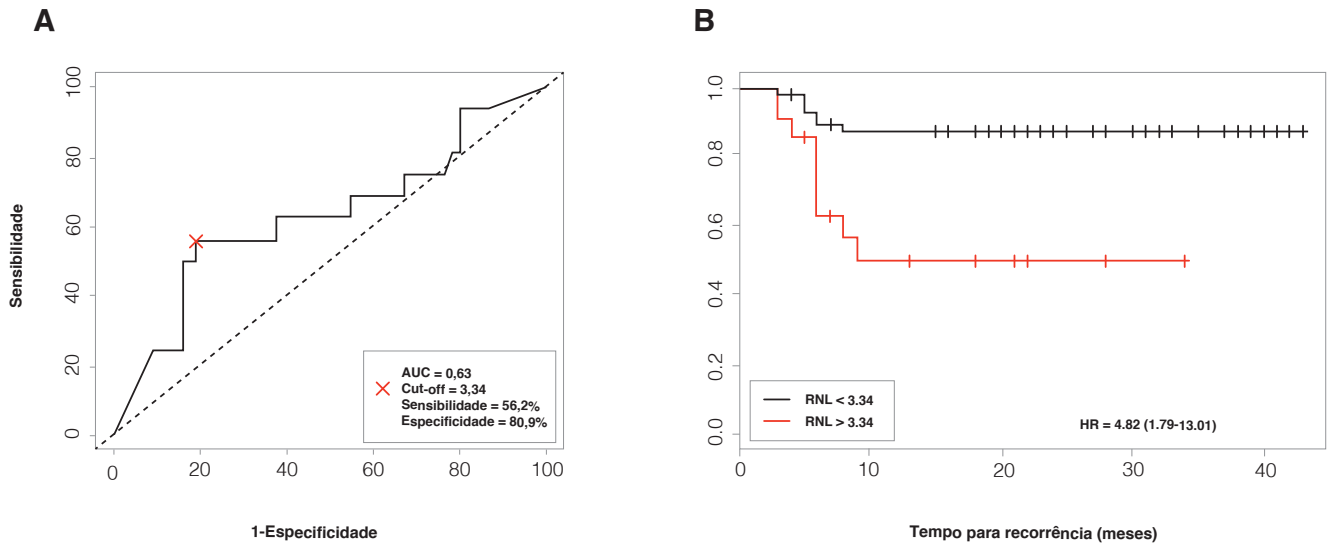 A
100
80
60
40
20
0
Sensibilidade
AUC = 0,63
Cut-off = 3,34
Sensibilidade = 56,2%
Especificidade = 80,9%
0 20 40 60 80 100
1-Especificidade
B
1.0
0.8
0.6
0.4
0.2
0.0
RNL < 3.34
RNL > 3.34
HR = 4.82 (1.79-13.01)
0 10 20 30 40
Tempo para recorrência (meses)